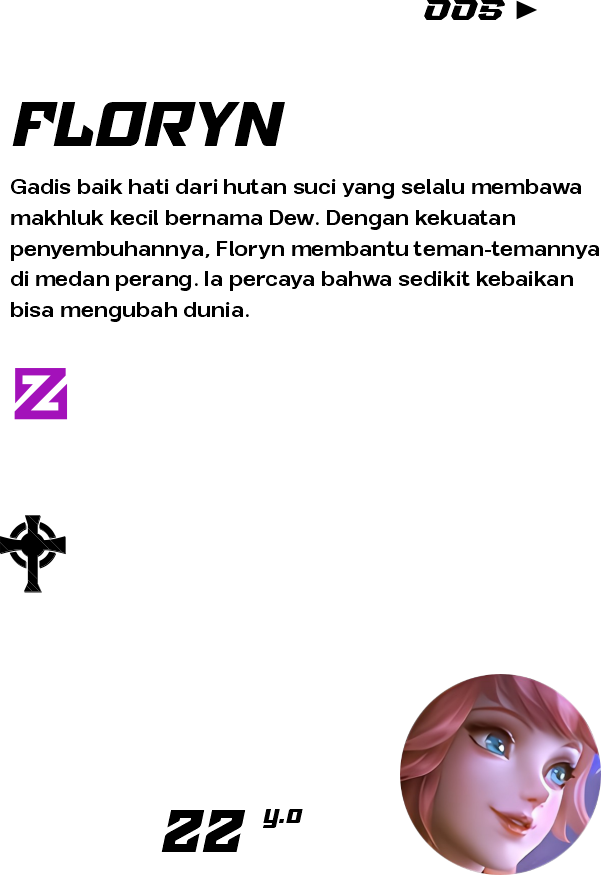 005 ►
FLORYN
Gadis baik hati dari hutan suci yang selalu membawa
makhluk kecil bernama Dew. Dengan kekuatan
penyembuhannya, Floryn membantu teman-temannya
di medan perang. Ia percaya bahwa sedikit kebaikan
bisa mengubah dunia.
Z
22 y.o